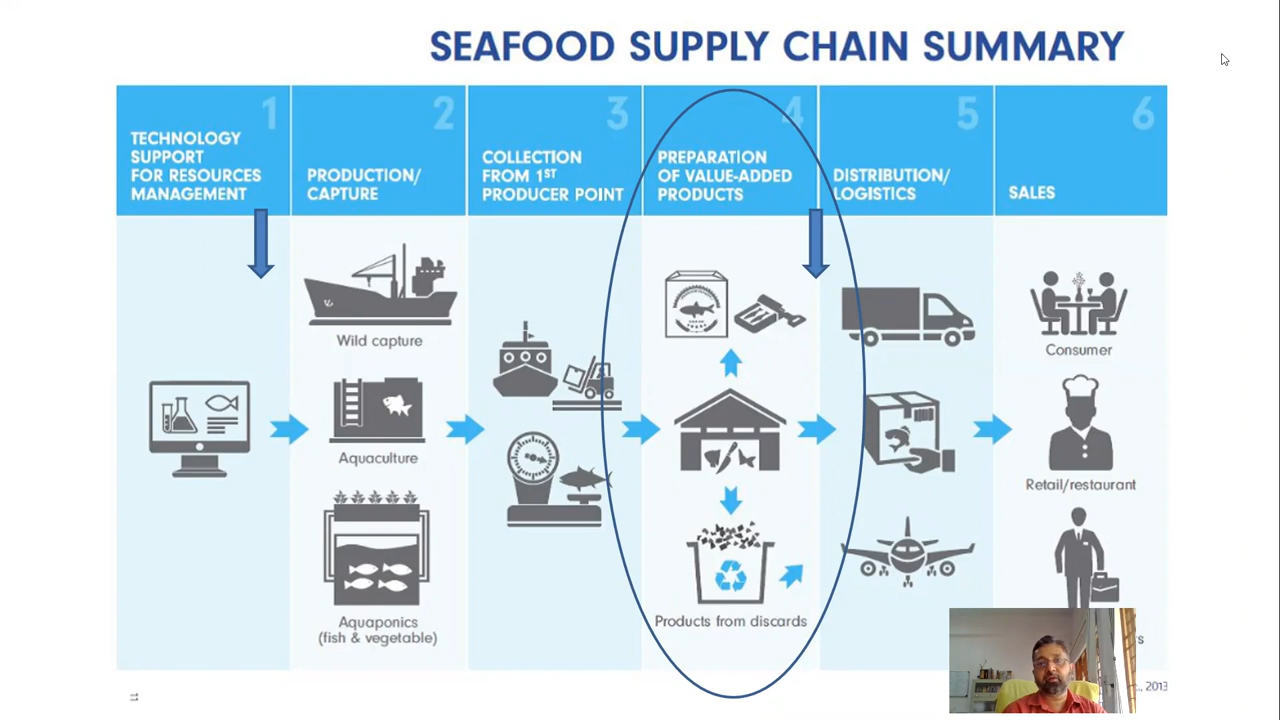 SEAFOOD SUPPLY CHAIN SUMMARY
1
TECHNOLOGY
SUPPORT
FOR RESOURCES
MANAGEMENT
2
PRODUCTION/
CAPTURE
3
COLLECTION
FROM 1ST
PRODUCER POINT
4
PREPARATION
OF VALUE-ADDED
PRODUCTS
5
DISTRIBUTION/
LOGISTICS
6
SALES
Wild capture
Aquaculture
Aquaponics
(fish & vegetable)
Products from discards
Consumer
Retail/restaurant
2013